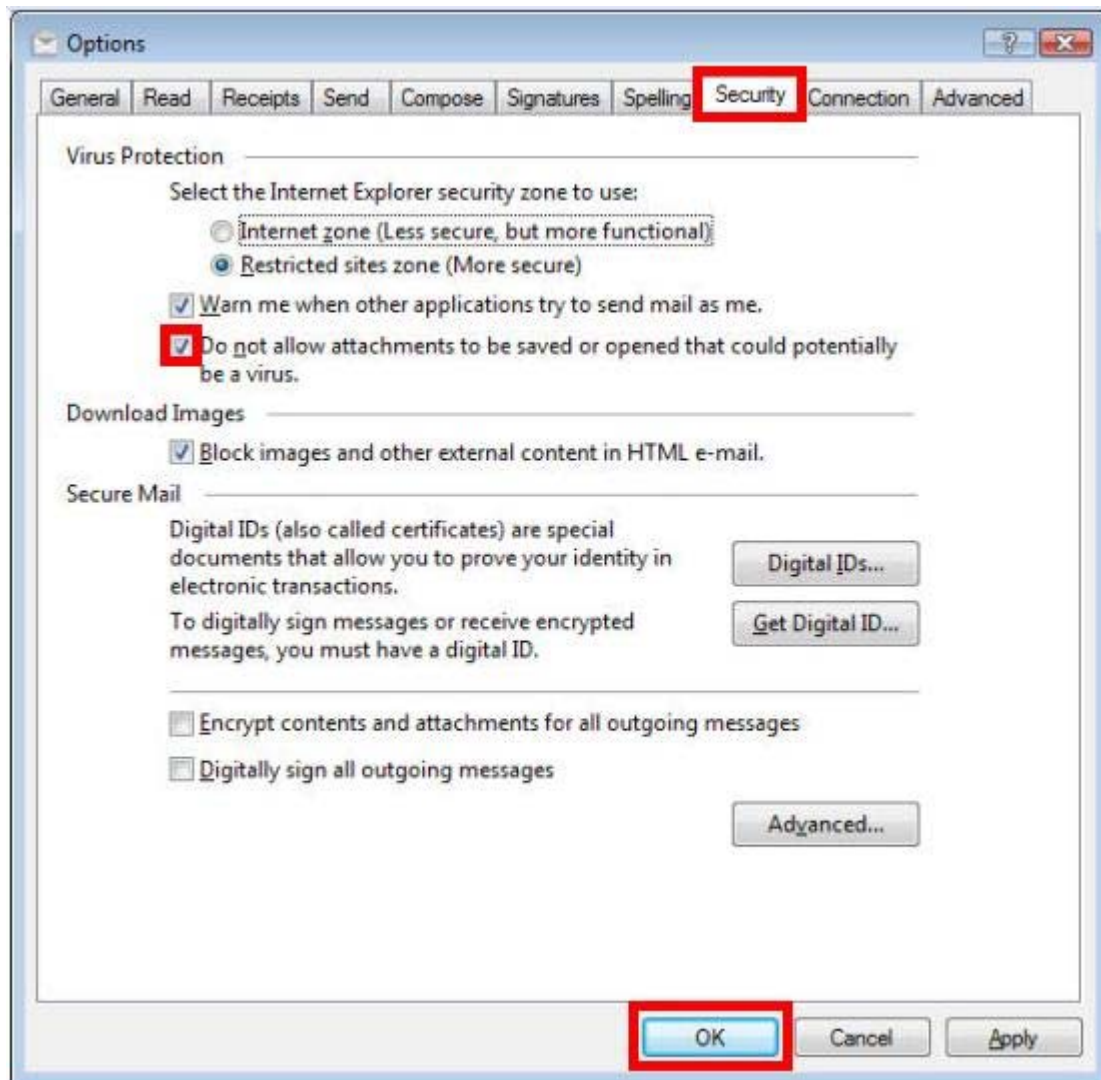 Options
General Read Receipts Send Compose Signatures Spelling Security Connection Advanced
Virus Protection
Select the Internet Explorer security zone to use:
Internet zone (Less secure, but more functional)
Restricted sites zone (More secure)
Warn me when other applications try to send mail as me.
Do not allow attachments to be saved or opened that could potentially
be a virus.
Download Images
Block images and other external content in HTML e-mail.
Secure Mail
Digital IDs (also called certificates) are special
documents that allow you to prove your identity in
electronic transactions.
Digital IDs...
To digitally sign messages or receive encrypted
messages, you must have a digital ID.
Get Digital ID...
Encrypt contents and attachments for all outgoing messages
Digitally sign all outgoing messages
Advanced...
OK Cancel Apply